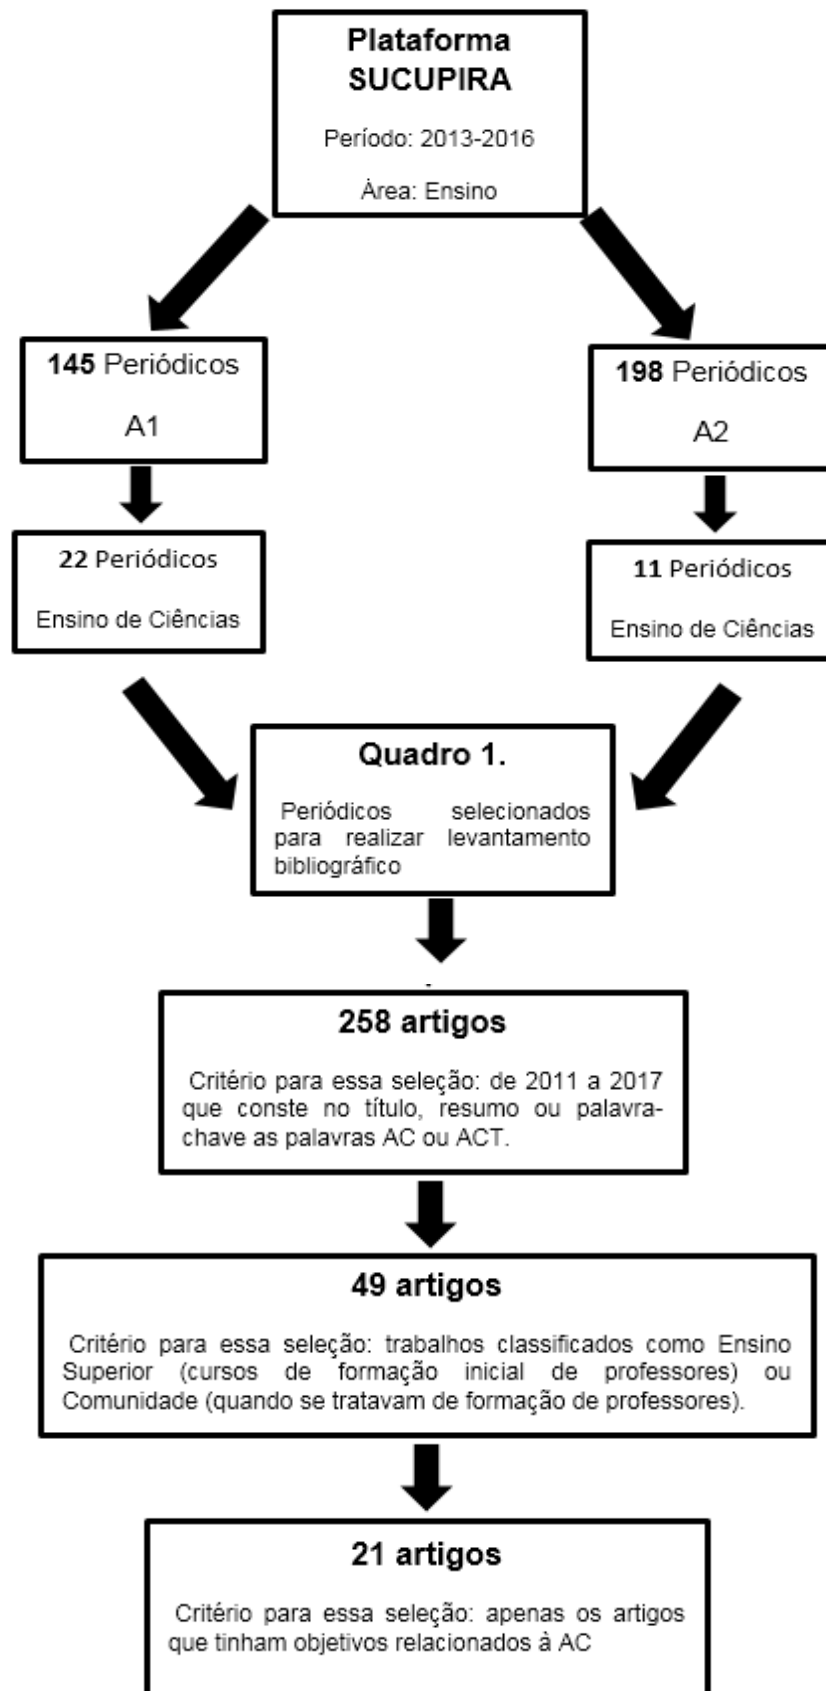 Plataforma
SUCUPIRA
Período: 2013-2016
Àrea: Ensino
145 Periódicos
A1
198 Periódicos
A2
22 Periódicos
Ensino de Ciências
11 Periódicos
Ensino de Ciências
Quadro 1.
Periódicos selecionados
para realizar levantamento
bibliográfico
258 artigos
Critério para essa seleção: de 2011 a 2017
que conste no título, resumo ou palavra-
chave as palavras AC ou ACT.
49 artigos
Critério para essa seleção: trabalhos classificados como Ensino
Superior (cursos de formação inicial de professores) ou
Comunidade (quando se tratavam de formação de professores).
21 artigos
Critério para essa seleção: apenas os artigos
que tinham objetivos relacionados à AC